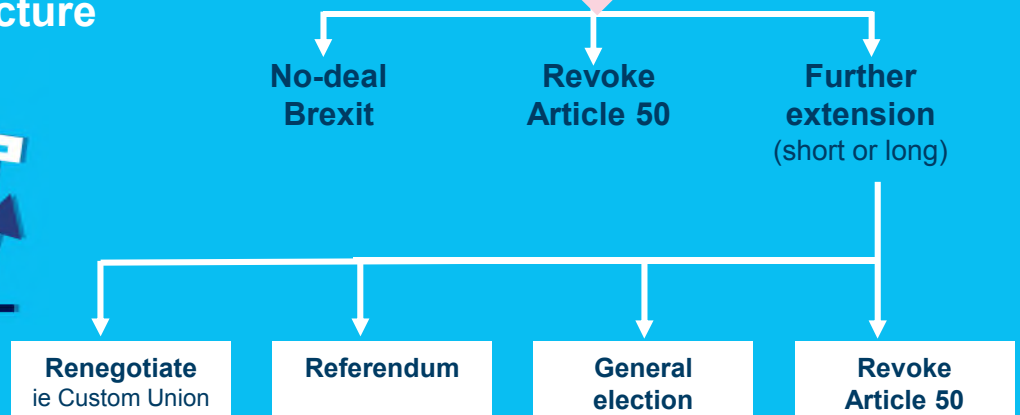 cture
No-deal
Brexit
Revoke
Article 50
Further
extension
(short or long)
Renegotiate
ie Custom Union
Referendum
General
election
Revoke
Article 50